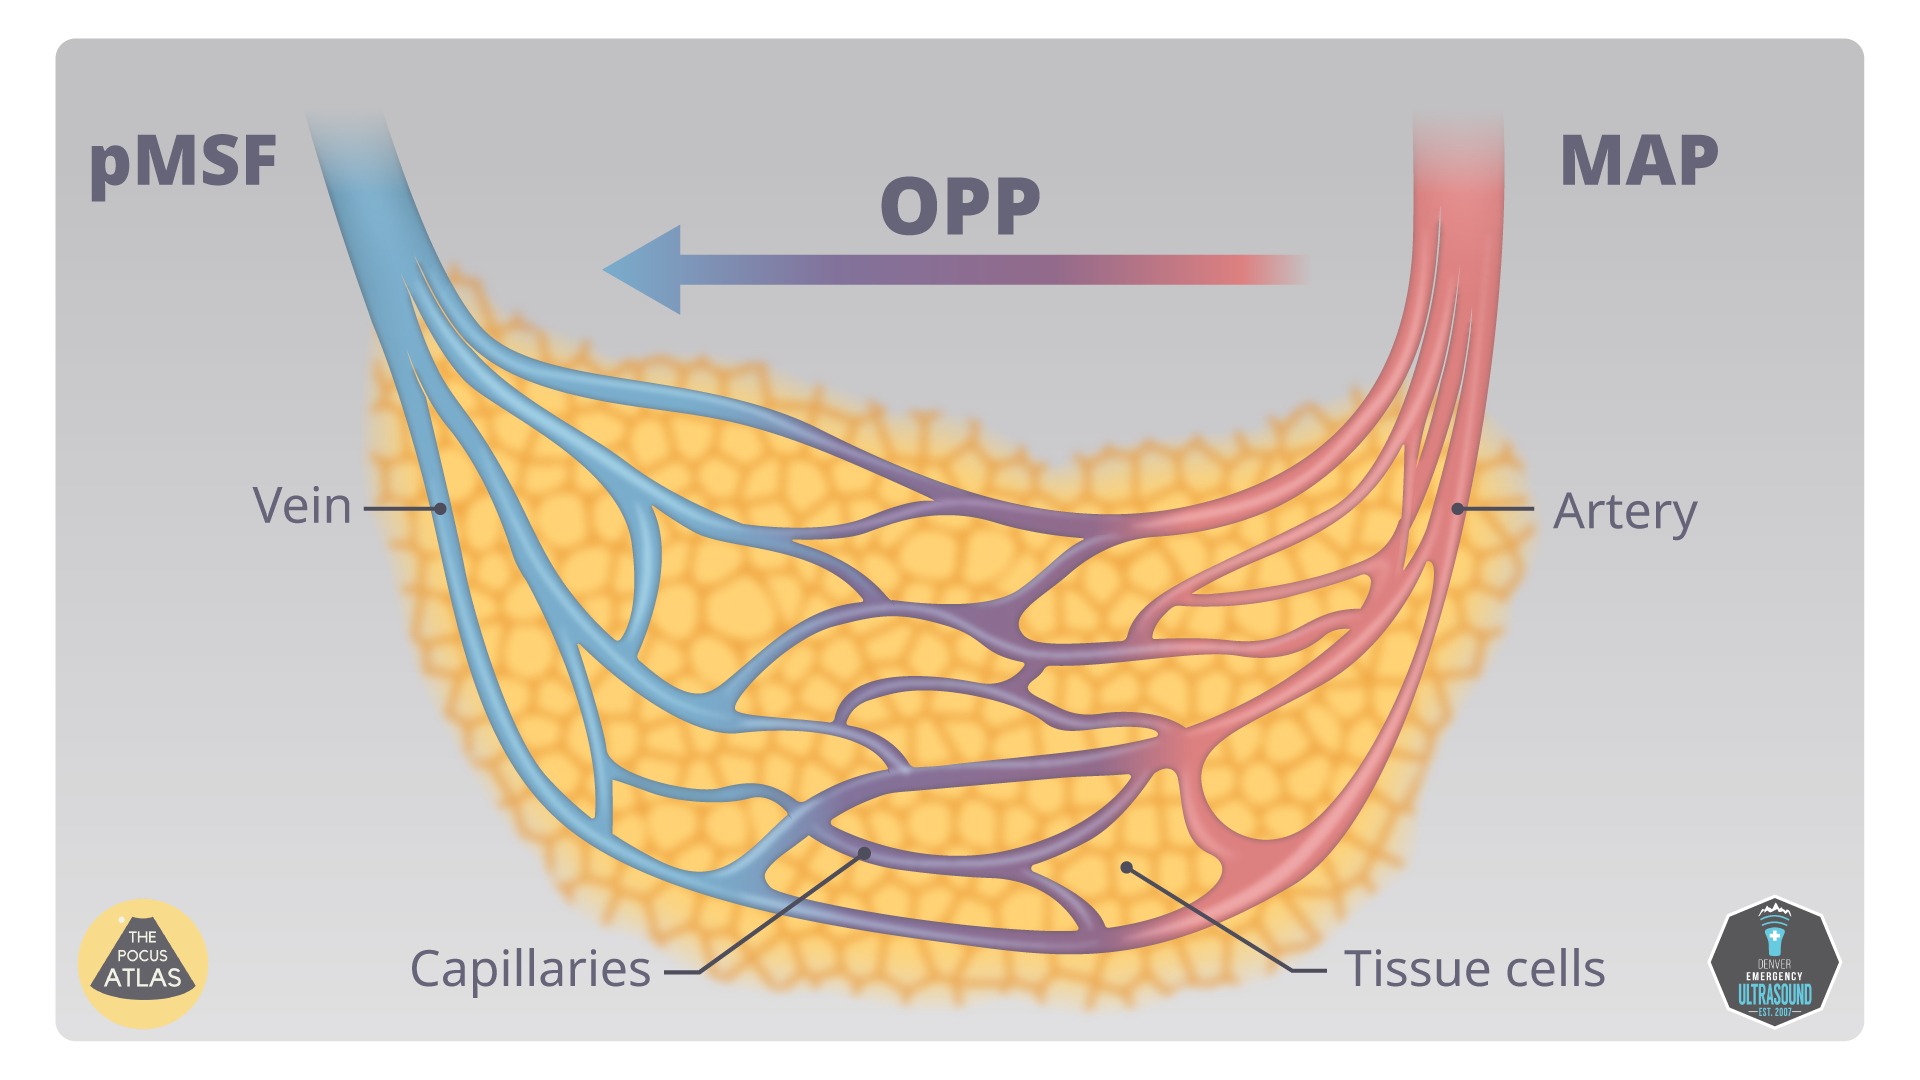 pMSF
OPP
MAP
Vein
Artery
Capillaries
Tissue cells
THE
POCUS
ATLAS
DENVER
EMERGENCY
ULTRASOUND
EST. 2007